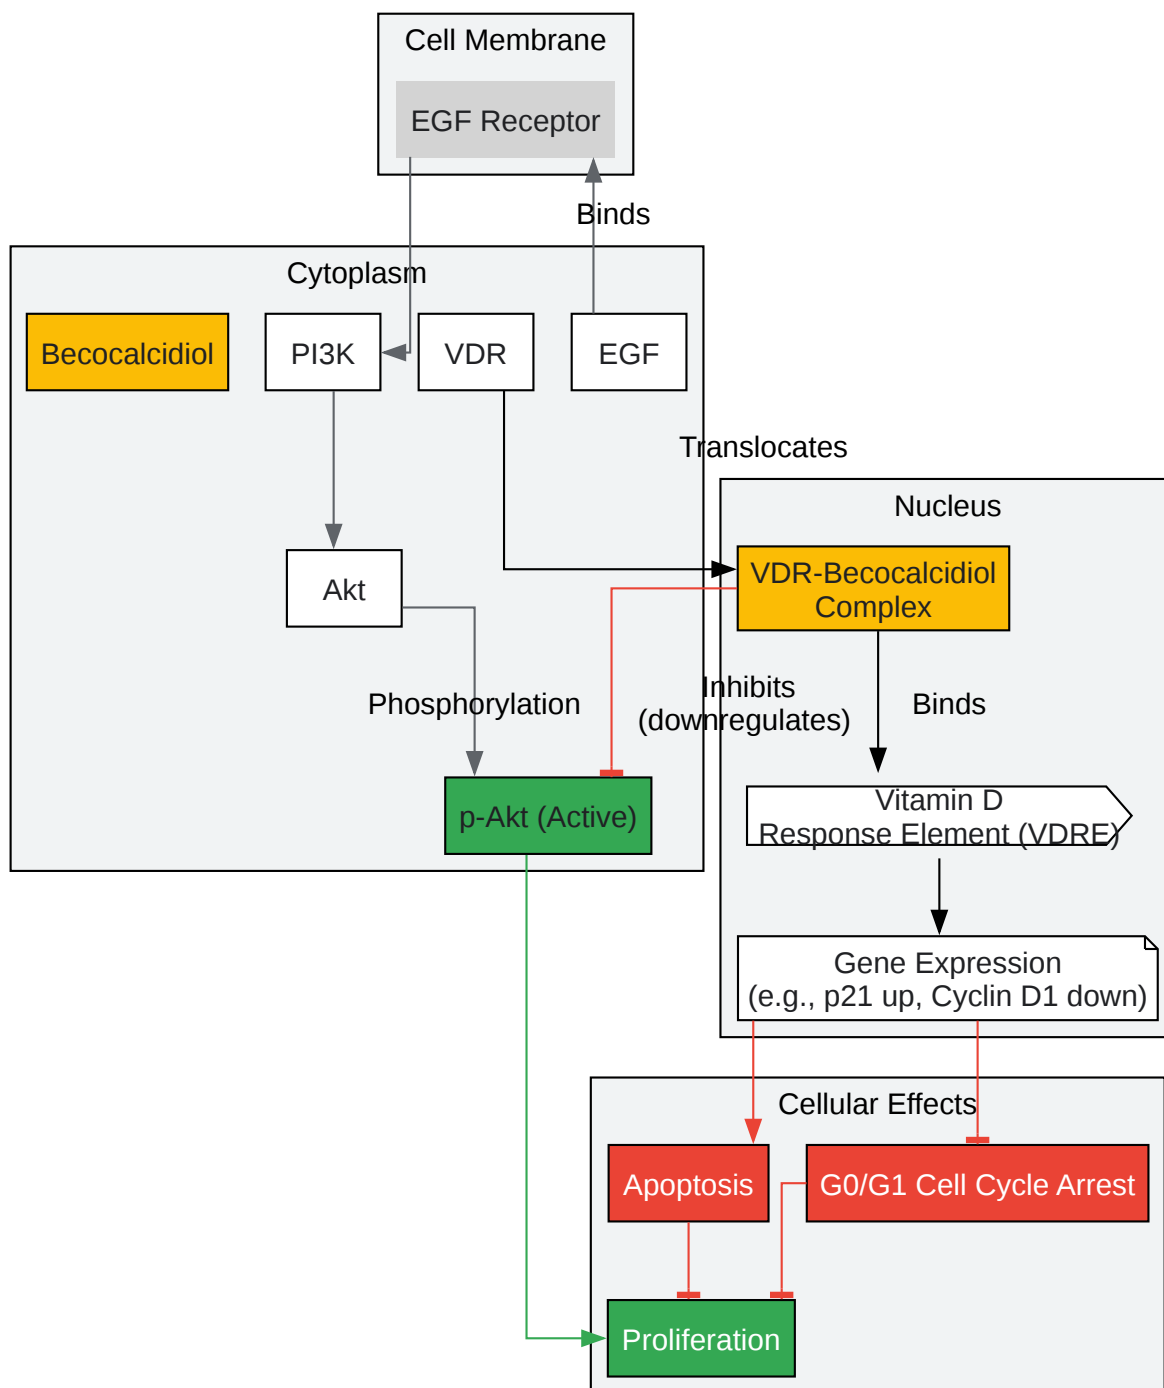 Cell Membrane
EGF Receptor
Binds
Cytoplasm
Becocalcidiol
PI3K
VDR
EGF
Translocates
Nucleus
VDR-Becocalcidiol
Complex
Akt
Phosphorylation
Inhibits
(downregulates)
Binds
p-Akt (Active)
Vitamin D
Response Element (VDRE)
Gene Expression
(e.g., p21 up, Cyclin D1 down)
Cellular Effects
Apoptosis
G0/G1 Cell Cycle Arrest
Proliferation